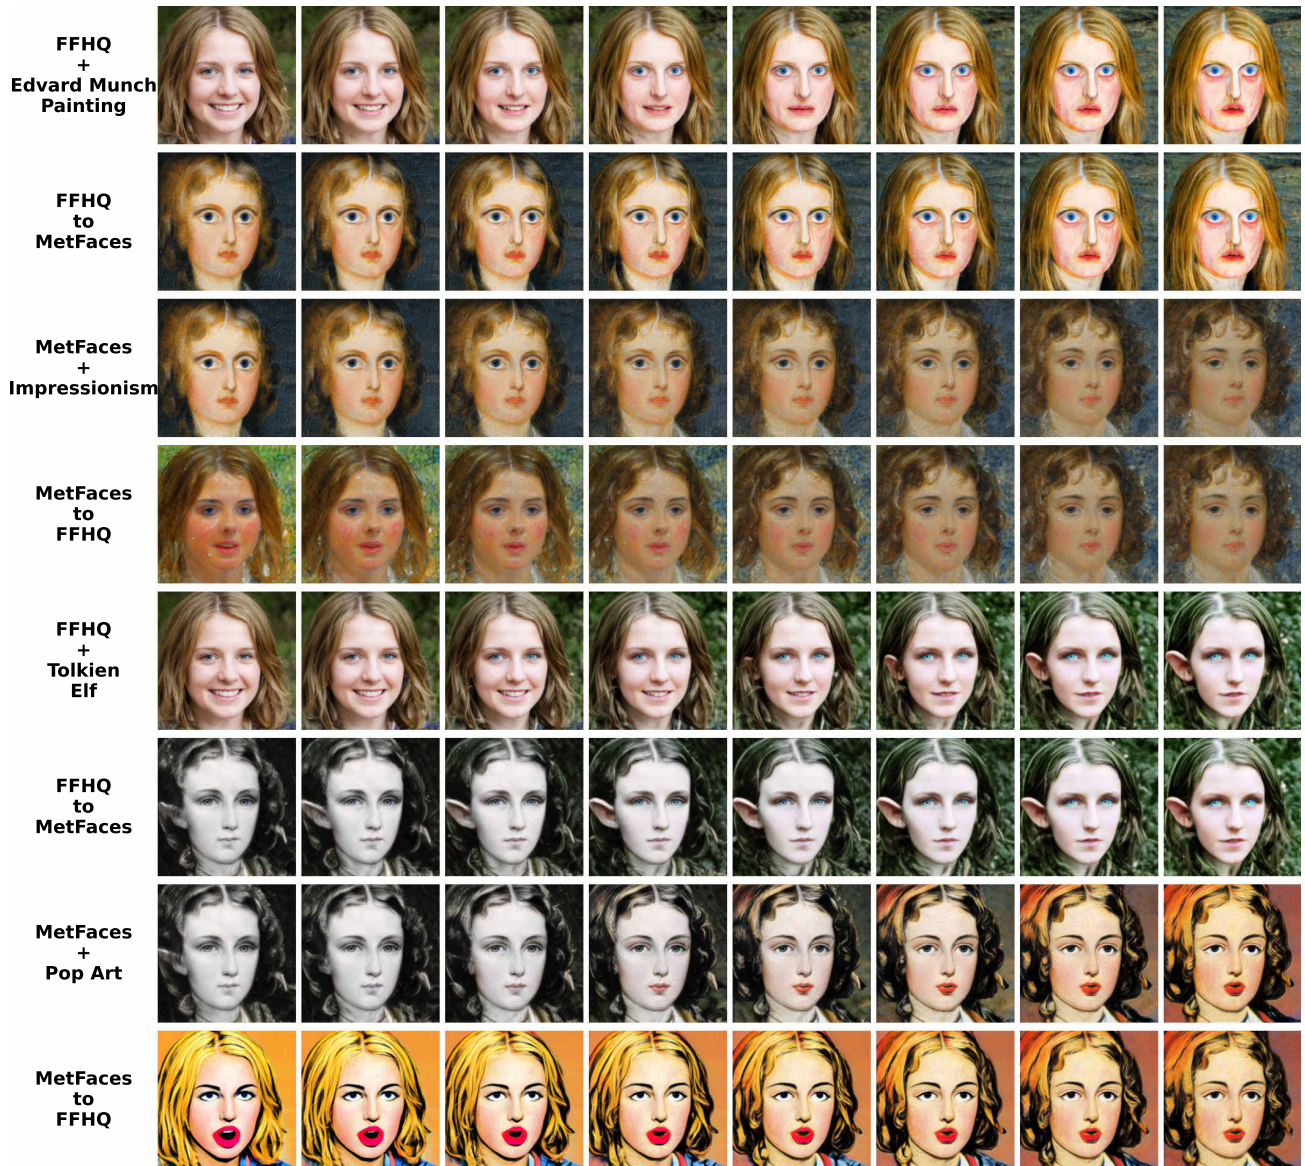 FFHQ
+
Edvard Munch
Painting
FFHQ
to
MetFaces
MetFaces
+
Impressionism
MetFaces
to
FFHQ
FFHQ
+
Tolkien
Elf
FFHQ
to
MetFaces
MetFaces
+
Pop Art
MetFaces
to
FFHQ